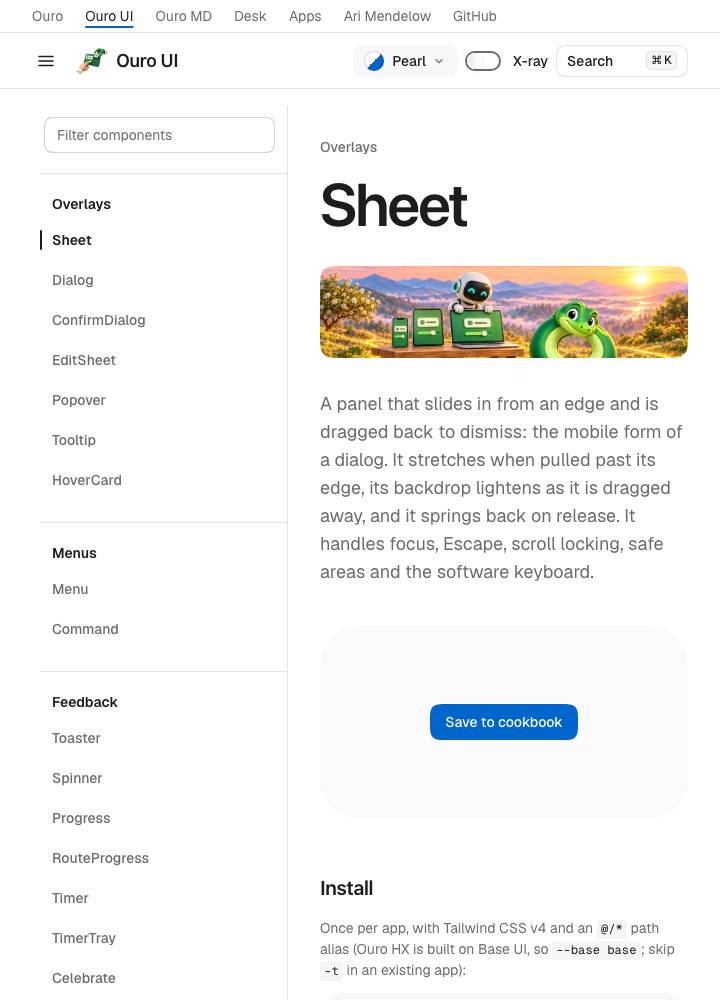 Ouro Ouro UI Ouro MD Desk Apps Ari Mendelow GitHub
Ouro UI Pearl X-ray Search ⌘ K
Filter components
Overlays
Sheet
Dialog
ConfirmDialog
EditSheet
Popover
Tooltip
HoverCard
Menus
Menu
Command
Feedback
Toaster
Spinner
Progress
RouteProgress
Timer
TimerTray
Celebrate
Overlays
Sheet
A panel that slides in from an edge and is
dragged back to dismiss: the mobile form of
a dialog. It stretches when pulled past its
edge, its backdrop lightens as it is dragged
away, and it springs back on release. It
handles focus, Escape, scroll locking, safe
areas and the software keyboard.
Save to cookbook
Install
Once per app, with Tailwind CSS v4 and an @/* path
alias (Ouro HX is built on Base UI, so --base base; skip
-t in an existing app):